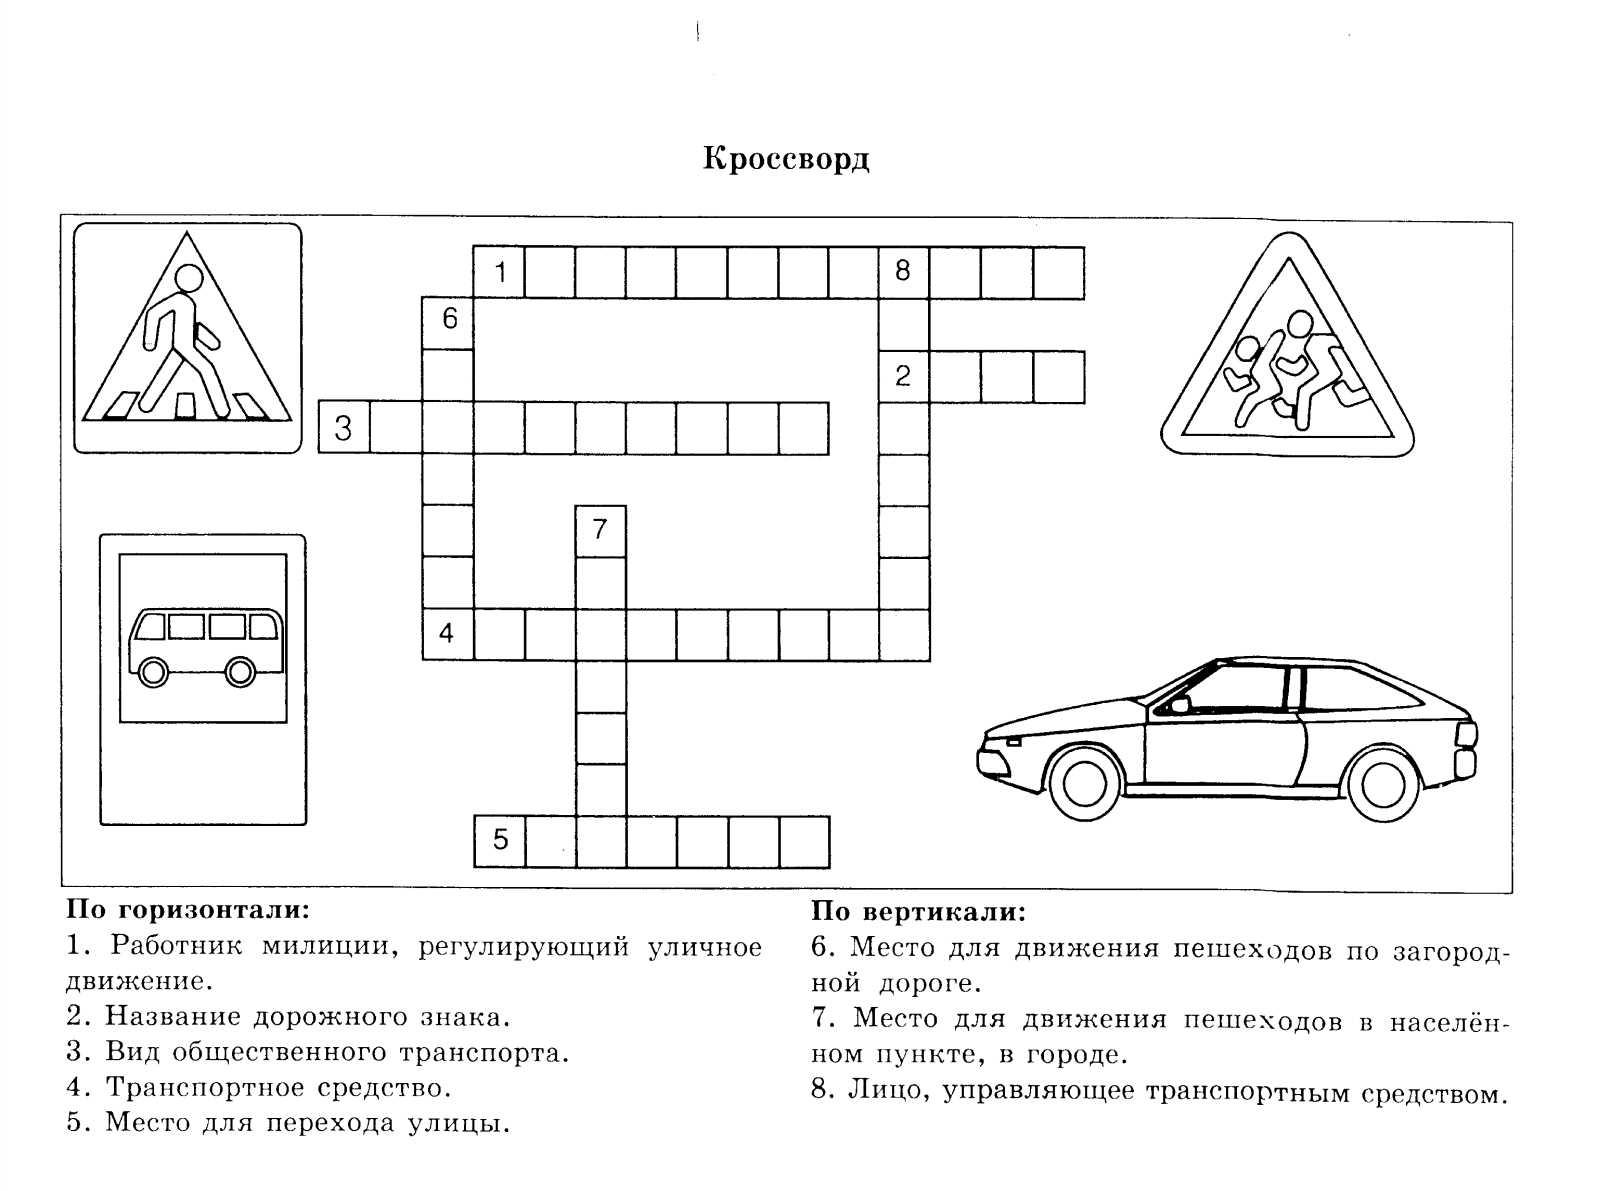 Кроссворд
1 8
6
2
3
7
4
5
По горизонтали:
1. Работник милиции, регулирующий уличное
движение.
2. Название дорожного знака.
3. Вид общественного транспорта.
4. Транспортное средство.
5. Место для перехода улицы.
По вертикали:
6. Место для движения пешеходов по загород-
ной дороге.
7. Место для движения пешеходов в населён-
ном пункте, в городе.
8. Лицо, управляющее транспортным средством.